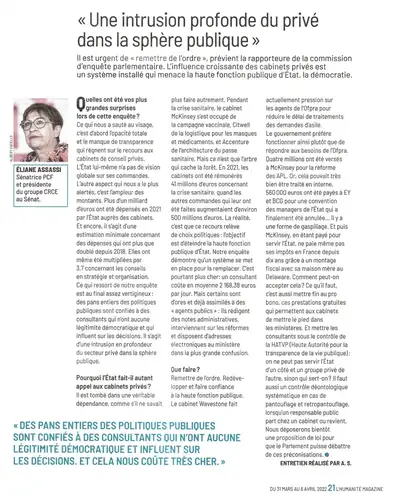 « Une intrusion profonde du privé
dans la sphère publique »
Il est urgent de « remettre de l'ordre », prévient la rapporteure de la commission
d'enquête parlementaire. L'influence croissante des cabinets privés est
un système installé qui menace la haute fonction publique d'État, la démocratie.
ÉLIANE ASSASSI
Sénatrice PCF
et présidente
du groupe CRCE
au Sénat.
Quelles ont été vos plus
grandes surprises
lors de cette enquête?
Ce qui nous a sauté au visage,
c'est d'abord l'opacité totale
et le manque de transparence
qui règnent sur le recours aux
cabinets de conseil privés.
L'État lui-même n'a pas de vision
globale sur ses commandes.
L'autre aspect qui nous a le plus
alertés, c'est l'ampleur des
montants. Plus d'un milliard
d'euros ont été dépensés en 2021
par l'État auprès des cabinets.
Et encore, il s'agit d'une
estimation minimale concernant
des dépenses qui ont plus que
doublé depuis 2018. Elles ont
même été multipliées par
3,7 concernant les conseils
en stratégie et organisation.
Ce qui ressort de notre enquête
est au final assez vertigineux :
des pans entiers des politiques
publiques sont confiés à des
consultants qui n'ont aucune
légitimité démocratique et qui
influent sur les décisions. Il s'agit
d'une intrusion en profondeur
du secteur privé dans la sphère
publique.
Pourquoi l'État fait-il autant
appel aux cabinets privés?
Il est tombé dans une véritable
dépendance, comme s'il ne savait
plus faire autrement. Pendant
la crise sanitaire, le cabinet
McKinsey s'est occupé de
la campagne vaccinale, Citwell
de la logistique pour les masques
et médicaments, et Accenture
de l'architecture du passe
sanitaire. Mais ce n'est que l'arbre
qui cache la forêt. En 2021, les
cabinets ont été rémunérés
41 millions d'euros concernant
la crise sanitaire, quand les
autres commandes qui leur ont
été faites augmentaient d'environ
500 millions d'euros. La réalité,
c'est que ce recours relève
de choix politiques : l'objectif
est d'éteindre la haute fonction
publique d'État. Notre enquête
démontre qu'un système se met
en place pour la remplacer. C'est
pourtant plus cher : un consultant
coûte en moyenne 2 168,38 euros
par jour. Mais certains sont
d'ores et déjà assimilés à des
« agents publics » : ils rédigent
des notes administratives,
interviennent sur les réformes
et disposent d'adresses
électroniques au ministère
dans la plus grande confusion.
Que faire?
Remettre de l'ordre. Redéve-
lopper et faire confiance
à la haute fonction publique.
Le cabinet Wavestone fait
actuellement pression sur
les agents de l'Ofpra pour
réduire le délai de traitement
des demandes d'asile.
Le gouvernement préfère
fonctionner ainsi plutôt que de
répondre aux besoins de l'Ofpra.
Quatre millions ont été versés
à McKinsey pour la réforme
des APL. Or, cela pouvait très
bien être traité en interne.
560 000 euros ont été payés à EY
et BCG pour une convention
des managers de l'État qui a
finalement été annulée... Il y a
une forme de gaspillage. Et puis
McKinsey, en étant payé pour
servir l'État, ne paie même pas
ses impôts en France depuis
dix ans grâce à un montage
fiscal avec sa maison mère au
Delaware. Comment peut-on
accepter cela? Ce qu'il faut,
c'est aussi mettre fin au pro
bono, ces prestations gratuites
qui permettent aux cabinets
de mettre le pied dans
les ministères. Et mettre les
consultants sous le contrôle de
la HATVP (Haute Autorité pour la
transparence de la vie publique) :
on ne peut pas servir l'État
d'un côté et un groupe privé de
l'autre, sinon qui sert-on? Il faut
aussi un contrôle déontologique
systématique en cas de
pantouflage et rétropantouflage,
lorsqu'un responsable public
part chez un cabinet ou revient.
Nous déposerons bientôt
une proposition de loi pour
que le Parlement puisse débattre
de ces préconisations.
ENTRETIEN RÉALISÉ PAR A. S.
« DES PANS ENTIERS DES POLITIQUES PUBLIQUES
SONT CONFIÉS À DES CONSULTANTS QUI N'ONT AUCUNE
LÉGITIMITÉ DÉMOCRATIQUE ET INFLUENT SUR
LES DÉCISIONS. ET CELA NOUS COÛTE TRÈS CHER. »
DU 31 MARS AU 6 AVRIL 2022 21 L'HUMANITÉ MAGAZINE